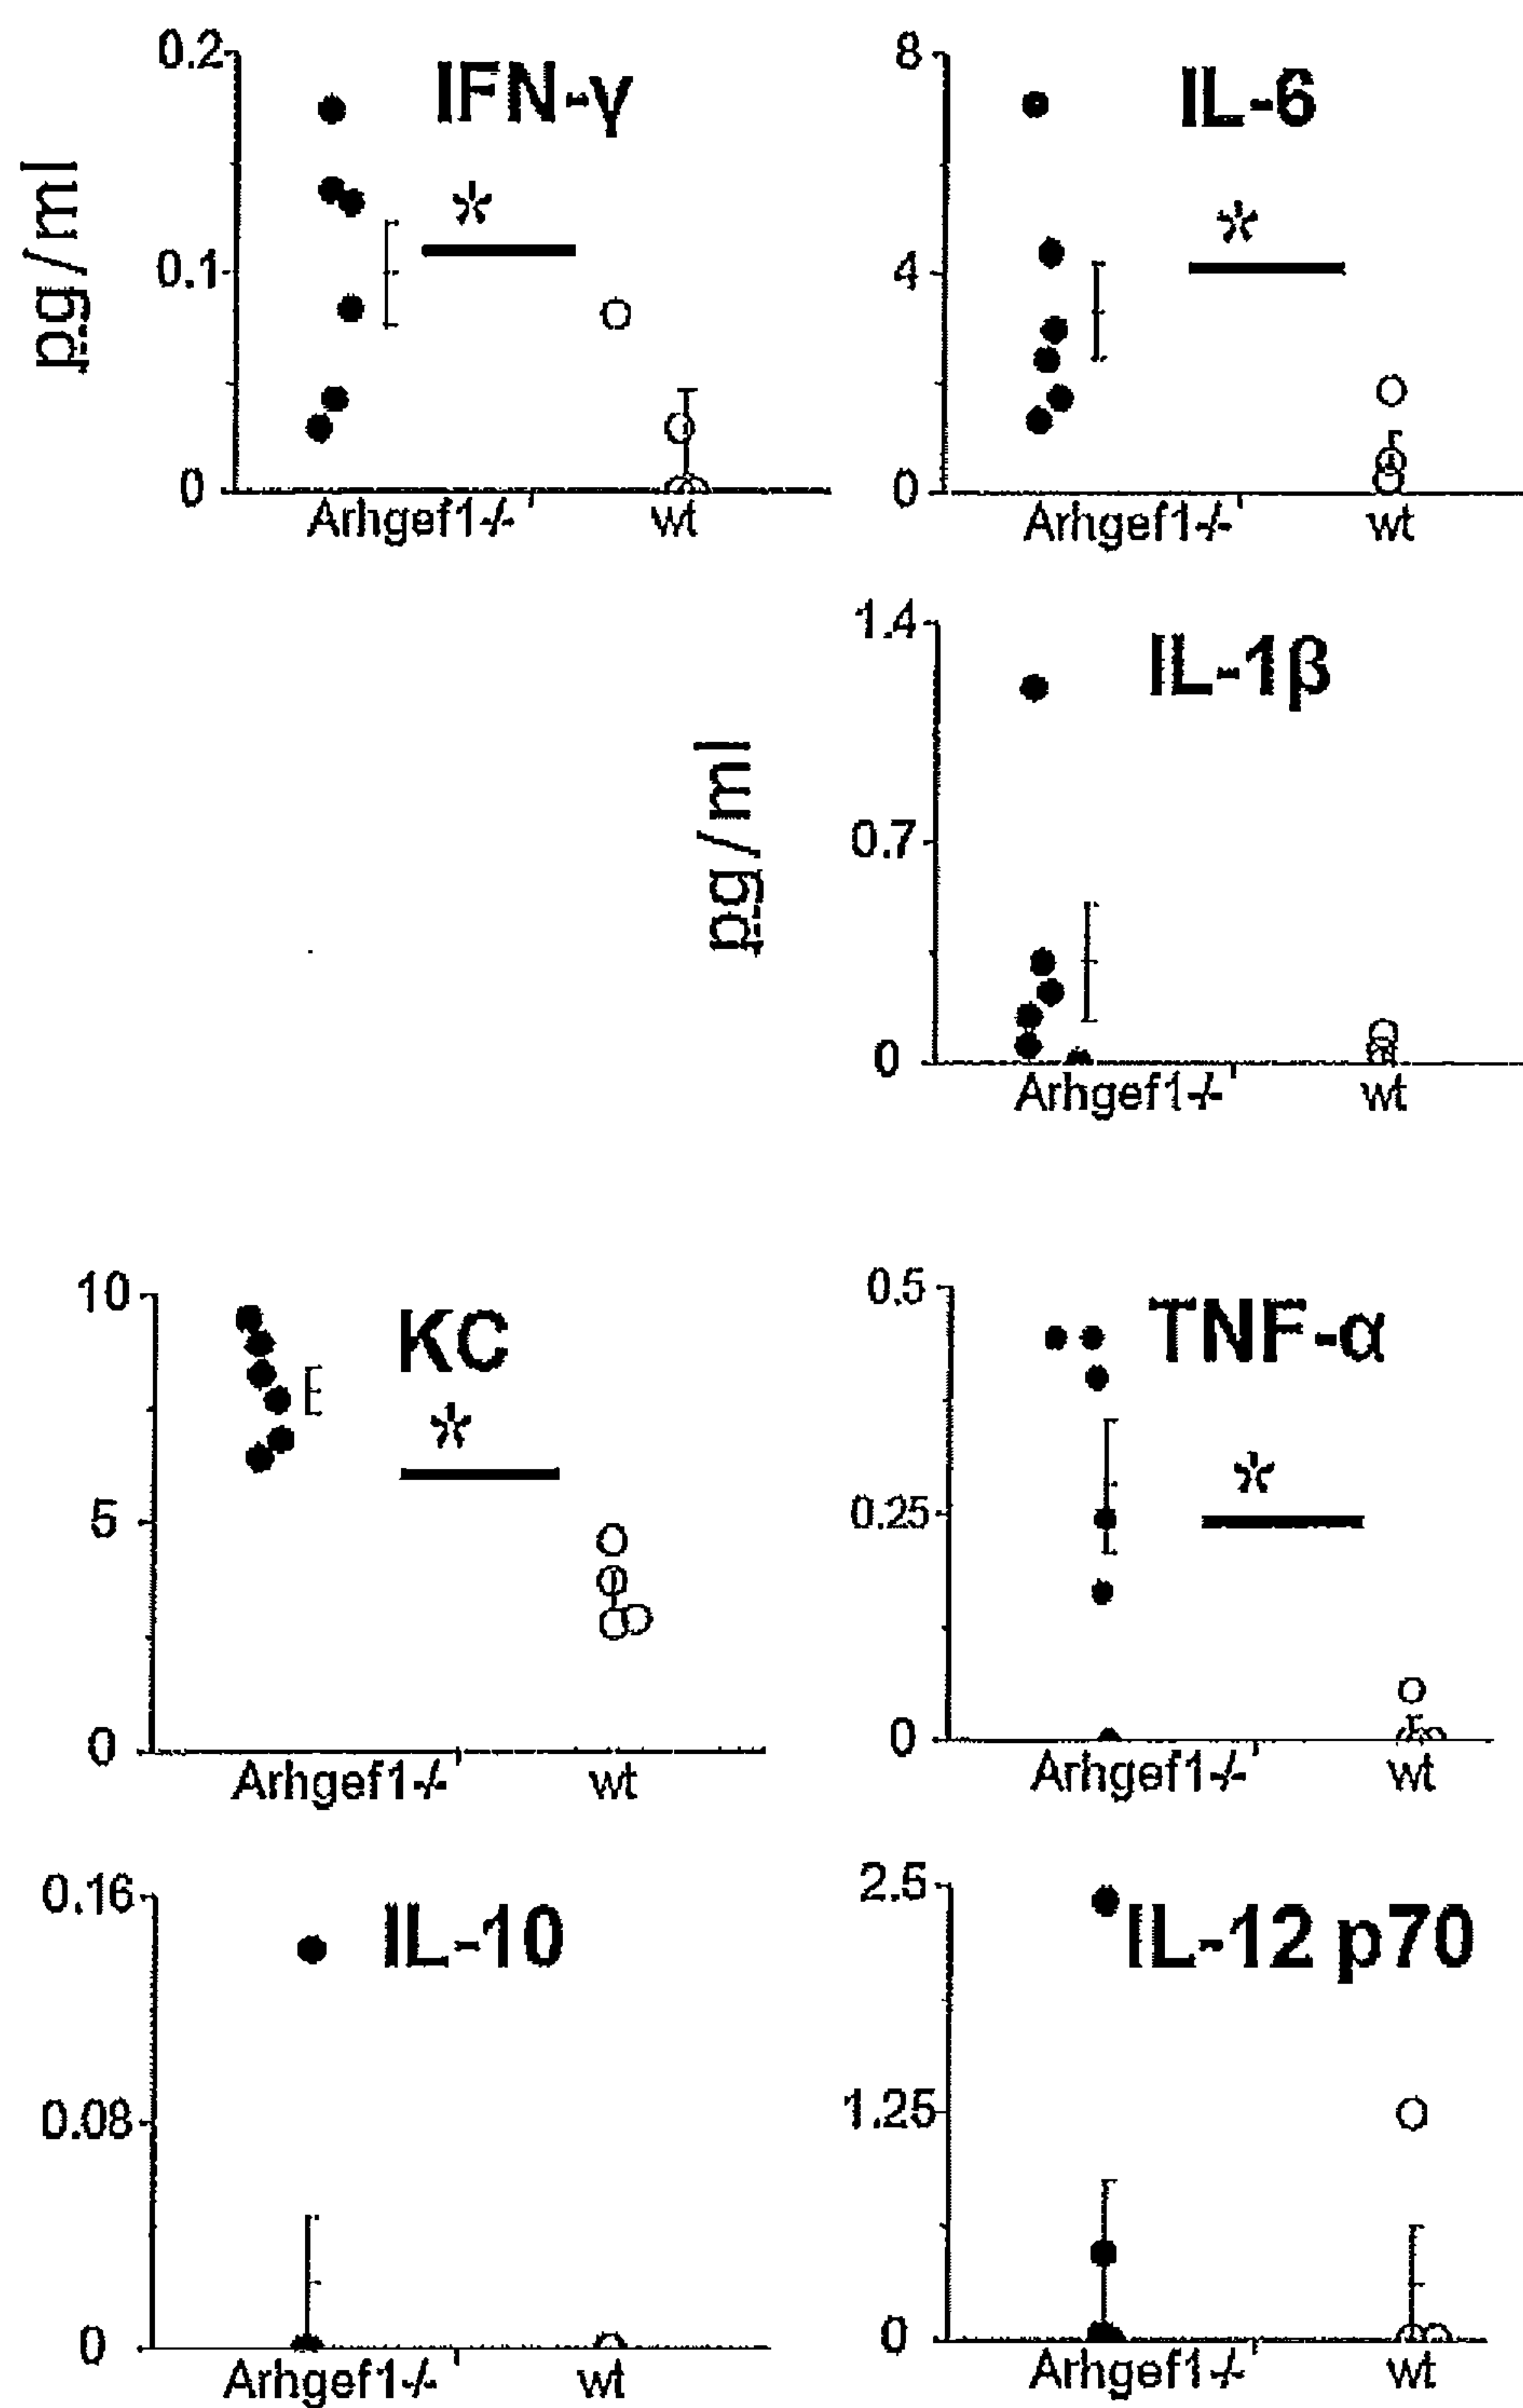 0.2
IFN-γ
*
pg/ml
0.1
0
Arhgef1-/-
wt
8
IL-6
*
4
0
Arhgef1-/-
wt
1.4
IL-1β
pg/ml
0.7
0
Arhgef1-/-
wt
10
KC
*
5
0
Arhgef1-/-
wt
0.5
TNF-α
*
0.25
0
Arhgef1-/-
wt
0.16
IL-10
0.08
0
Arhgef1-/-
wt
2.5
IL-12 p70
1.25
0
Arhgef1-/-
wt